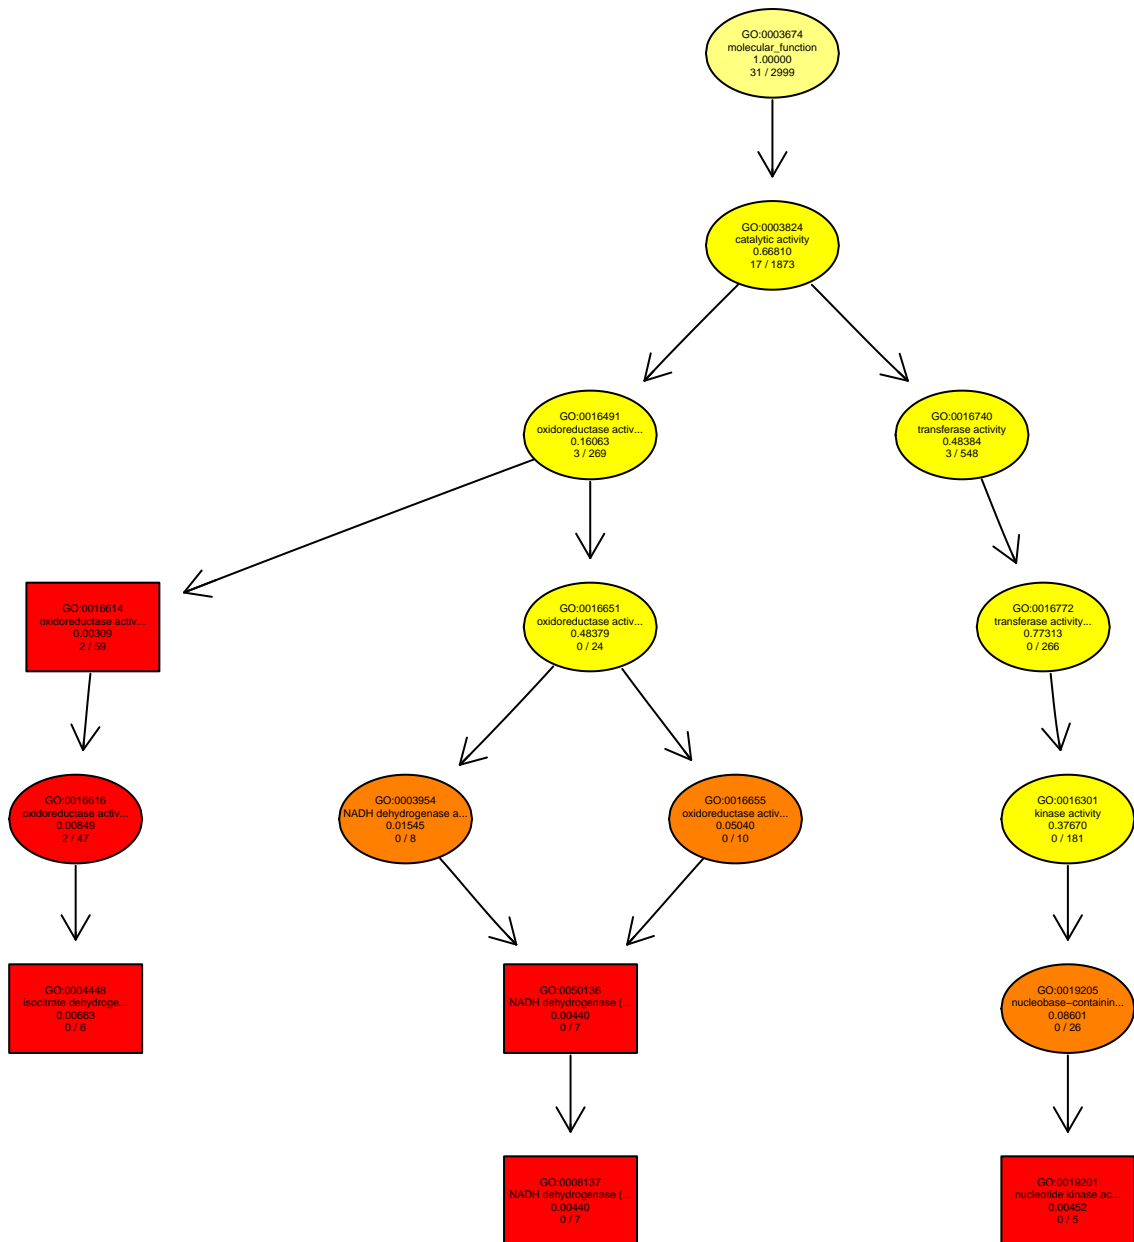 GO:0003674
molecular_function
1.00000
31 / 2999
GO:0003824
catalytic activity
0.66810
17 / 1873
GO:0016491
oxidoreductase activ...
0.16063
3 / 269
GO:0016740
transferase activity
0.48384
3 / 548
GO:0016614
oxidoreductase activ...
0.00309
2 / 59
GO:0016651
oxidoreductase activ...
0.48379
0 / 24
GO:0016772
transferase activity...
0.77313
0 / 266
GO:0016616
oxidoreductase activ...
0.00849
2 / 47
GO:0003954
NADH dehydrogenase a...
0.01545
0 / 8
GO:0016655
oxidoreductase activ...
0.05040
0 / 10
GO:0016301
kinase activity
0.37670
0 / 181
GO:0004448
isocitrate dehydroge...
0.00663
0 / 6
GO:0050136
NADH dehydrogenase (...
0.00440
0 / 7
GO:0019205
nucleobase−containin...
0.08601
0 / 26
GO:0008137
NADH dehydrogenase (...
0.00440
0 / 7
GO:0019201
nucleotide kinase ac...
0.00452
0 / 5